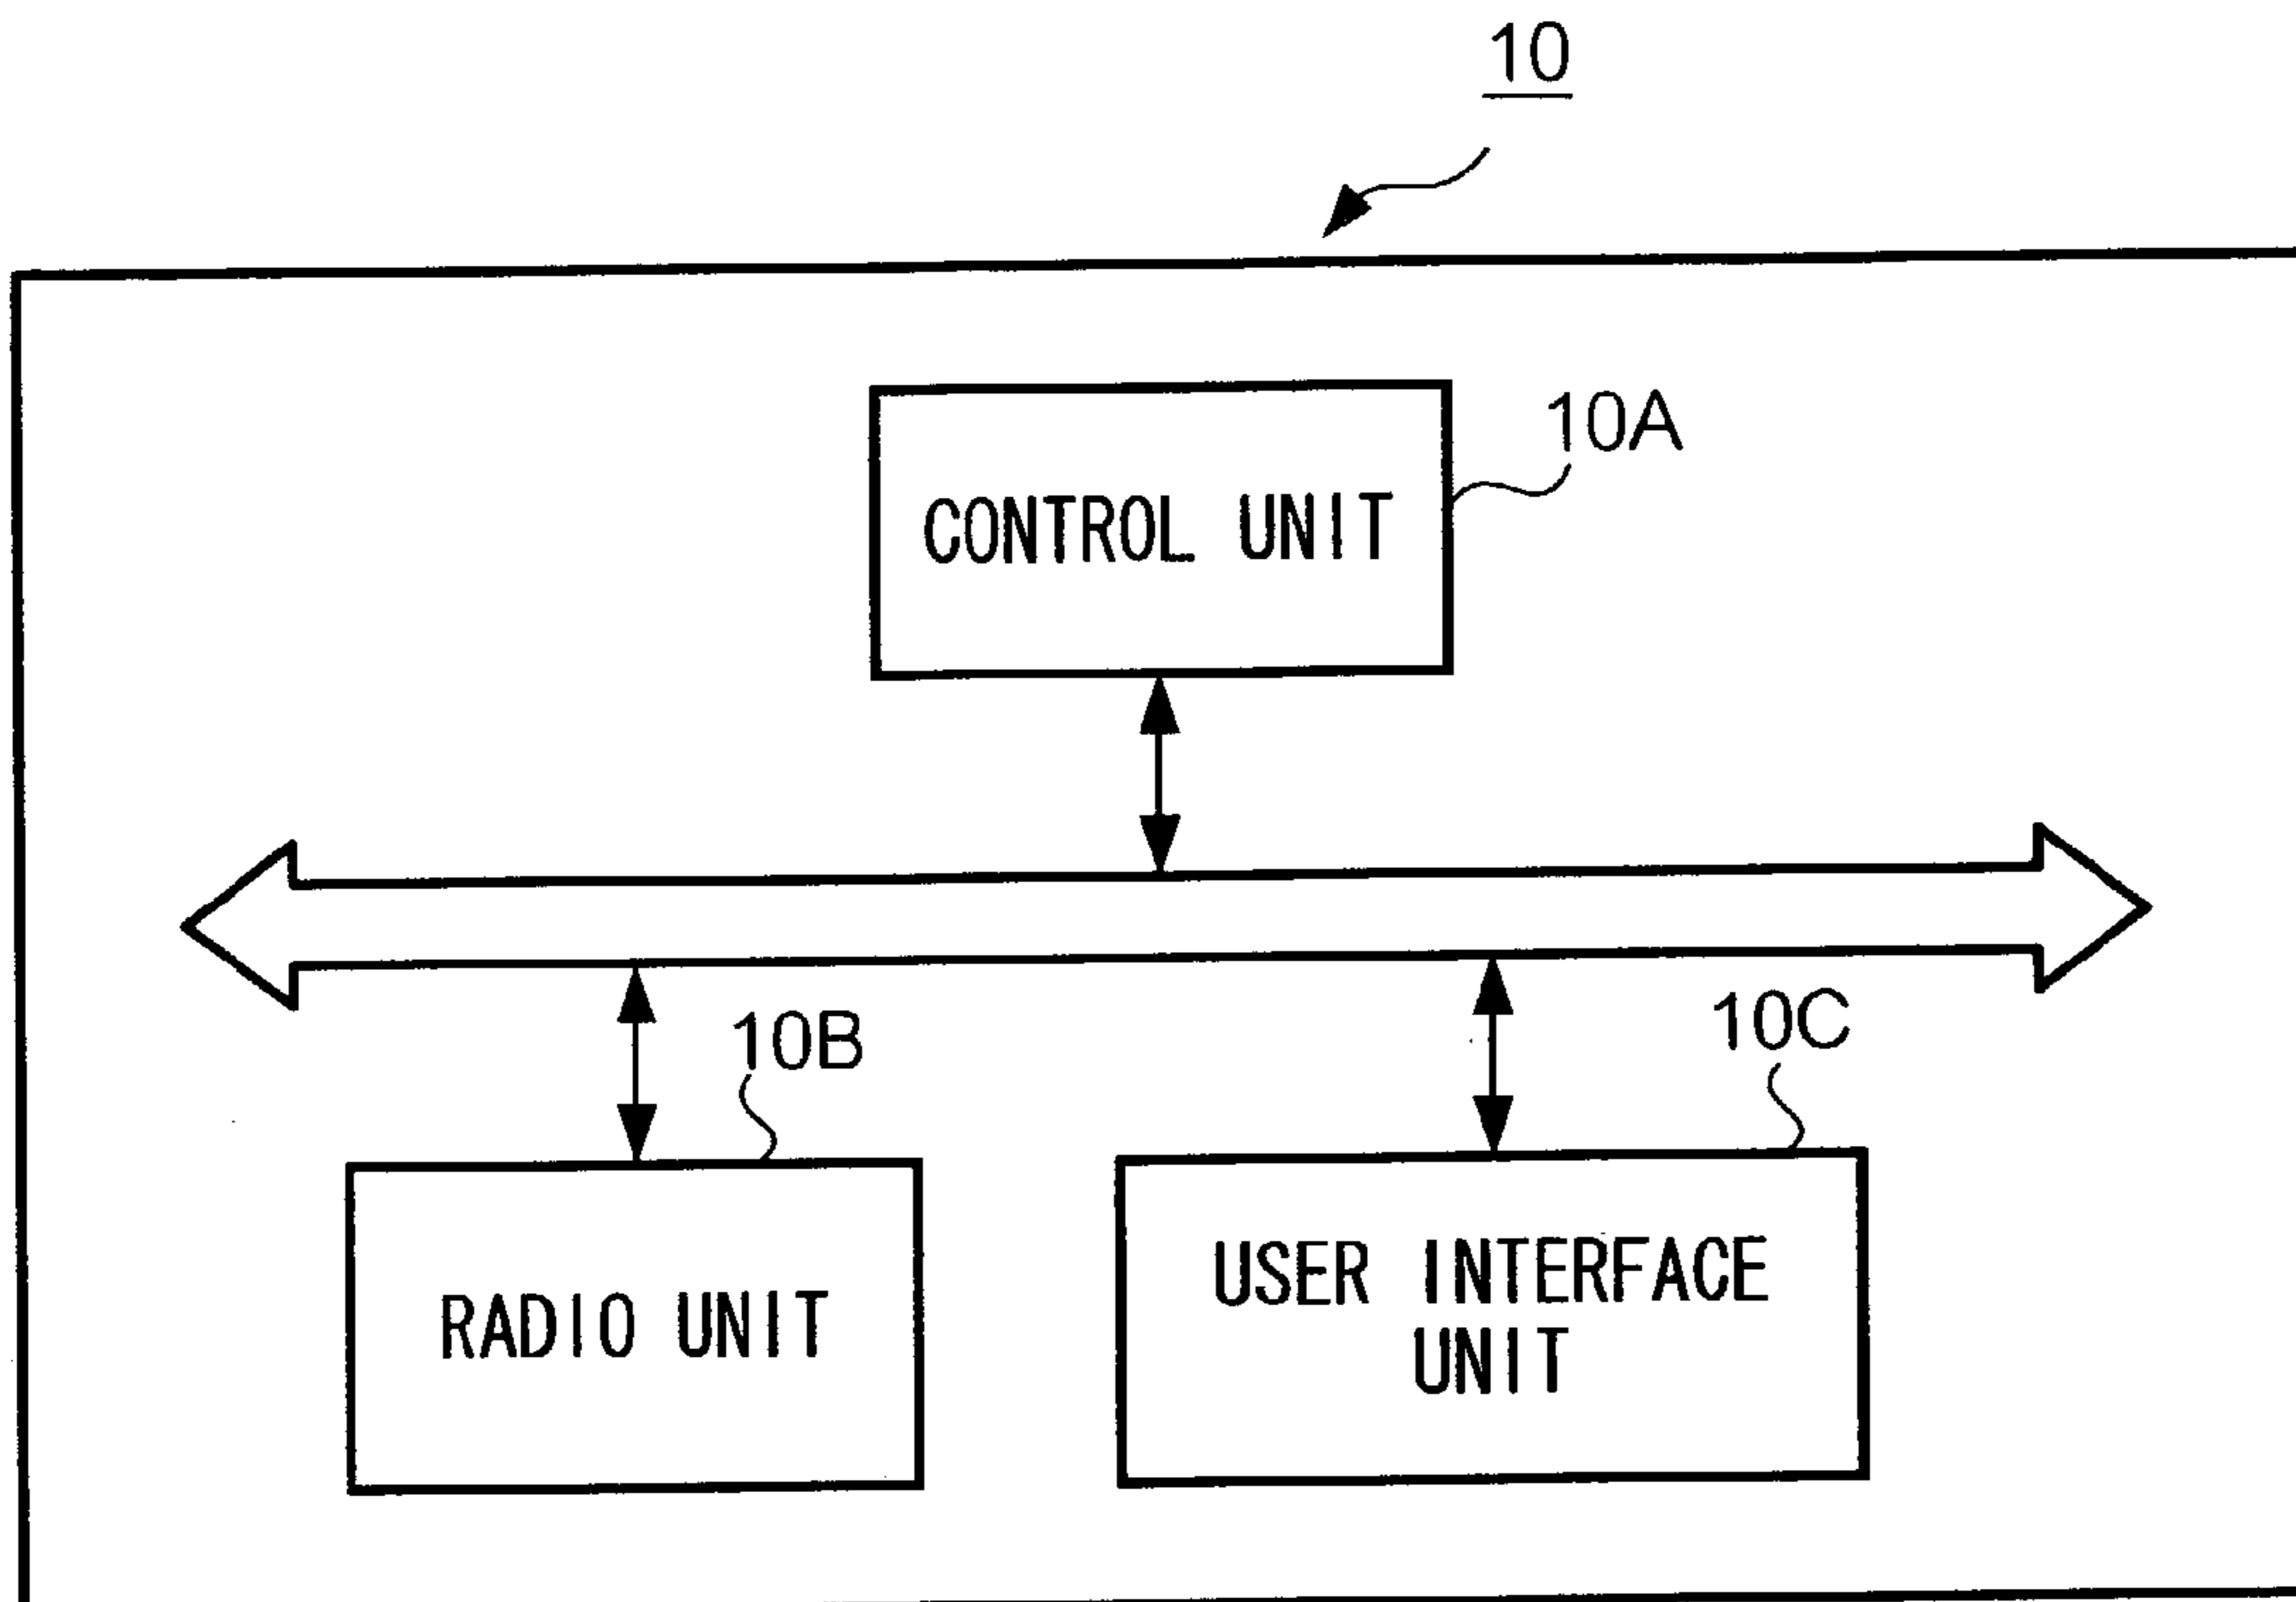 10
10A
CONTROL UNIT
10B
10C
RADIO UNIT
USER INTERFACE
UNIT